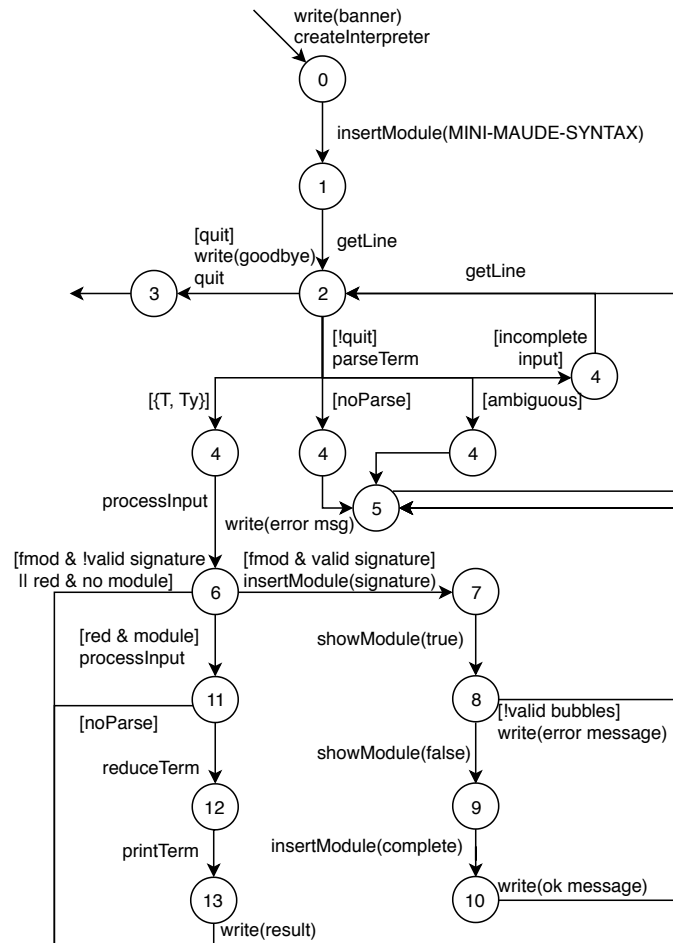 write(banner)
createInterpreter
0
insertModule(MINI-MAUDE-SYNTAX)
1
getLine
[quit]
write(goodbye)
quit
getLine
3
2
[!quit]
parseTerm
[incomplete
input]
4
[{T, Ty}]
[noParse]
[ambiguous]
4
4
4
processInput
write(error msg)
5
[fmod & !valid signature
|| red & no module]
[fmod & valid signature]
insertModule(signature)
6
7
[red & module]
processInput
showModule(true)
[noParse]
11
8
[!valid bubbles]
write(error message)
reduceTerm
showModule(false)
12
9
printTerm
insertModule(complete)
13
10
write(ok message)
write(result)